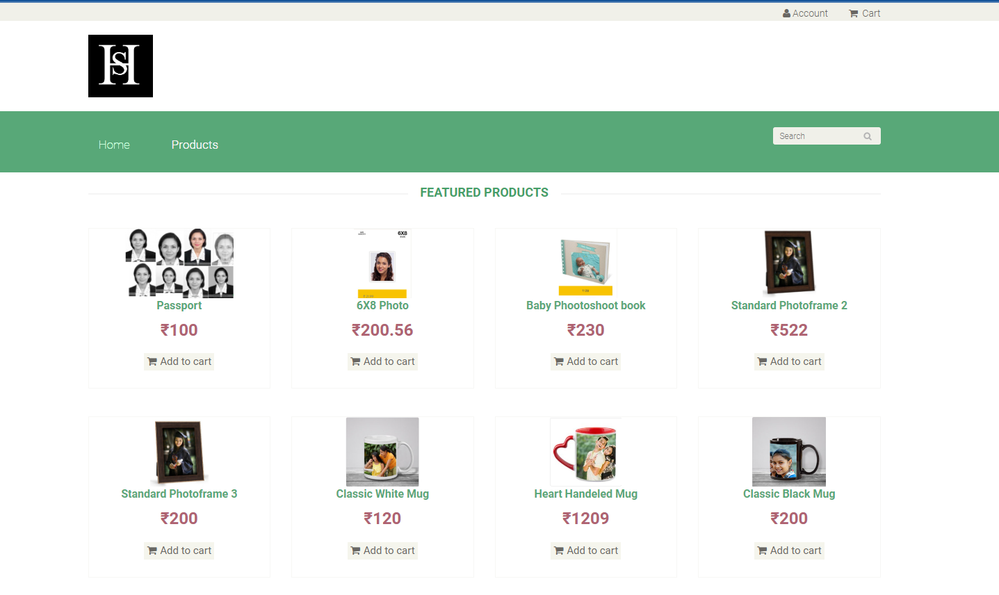 Account Cart
HS
Home Products Search
FEATURED PRODUCTS
6X8
Passport 6X8 Photo Baby Phootoshoot book Standard Photoframe 2
₹100 ₹200.56 ₹230 ₹522
Add to cart Add to cart Add to cart Add to cart
Standard Photoframe 3 Classic White Mug Heart Handeled Mug Classic Black Mug
₹200 ₹120 ₹1209 ₹200
Add to cart Add to cart Add to cart Add to cart